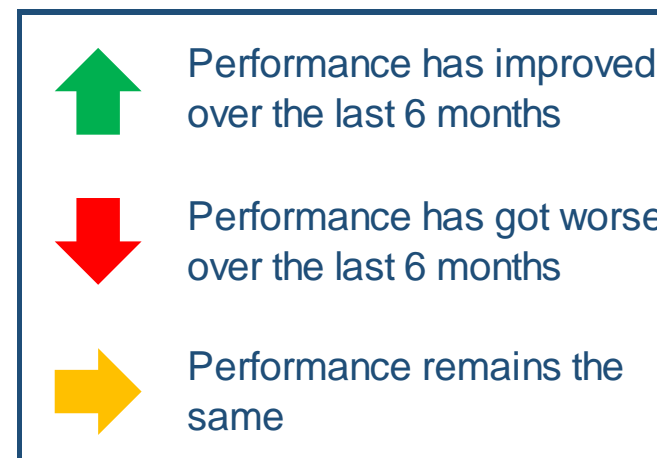 Performance has improved
over the last 6 months
Performance has got worse
over the last 6 months
Performance remains the
same